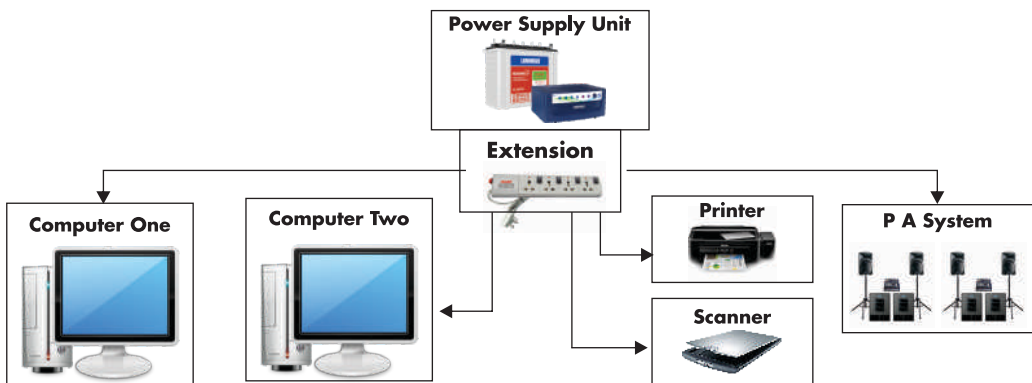 Power Supply Unit
Extension
Computer One
Computer Two
Printer
P A System
Scanner